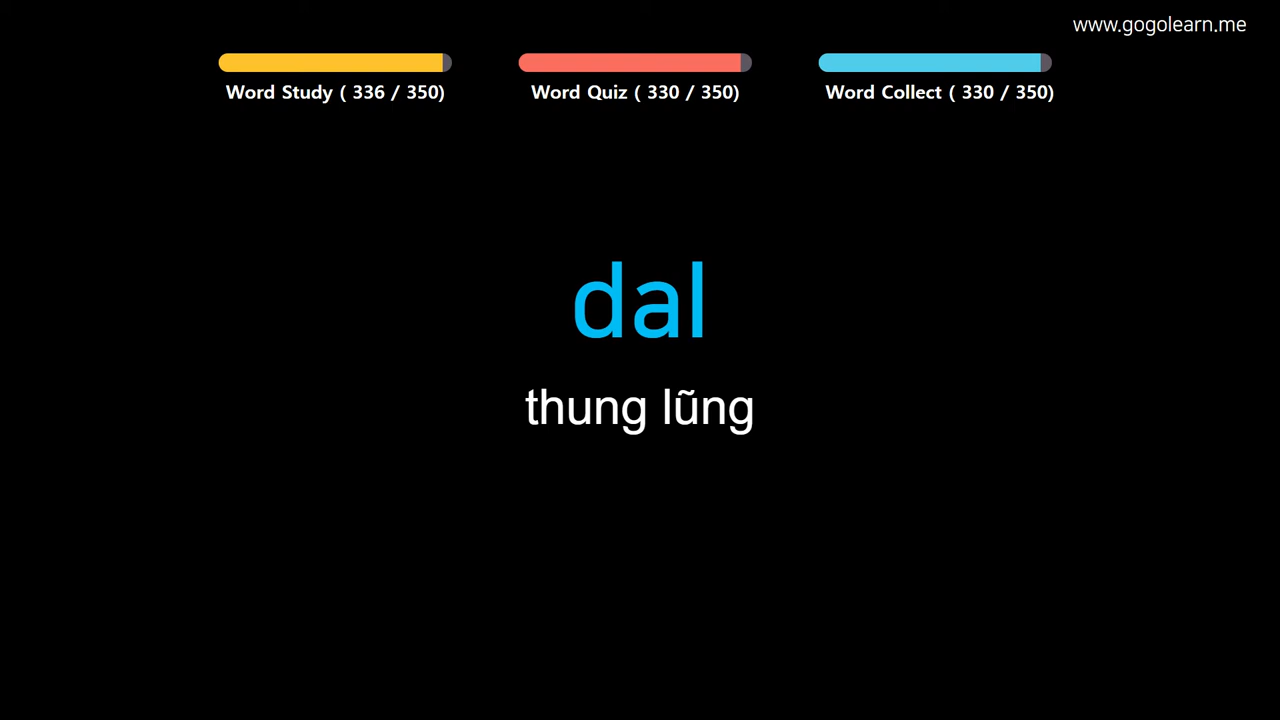 www.gogolearn.me
Word Study ( 336 / 350)
Word Quiz ( 330 / 350)
Word Collect ( 330 / 350)
dal
thung lũng